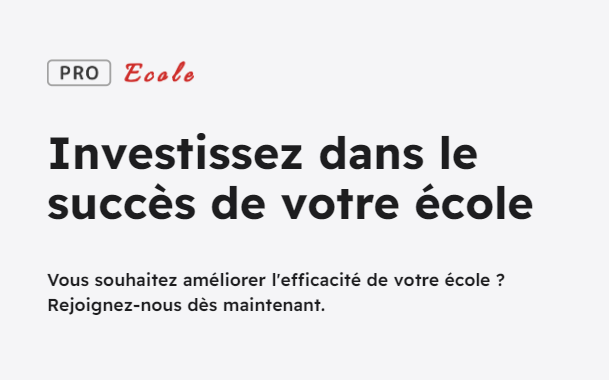 PRO Ecole
Investissez dans le
succès de votre école
Vous souhaitez améliorer l'efficacité de votre école ?
Rejoignez-nous dès maintenant.